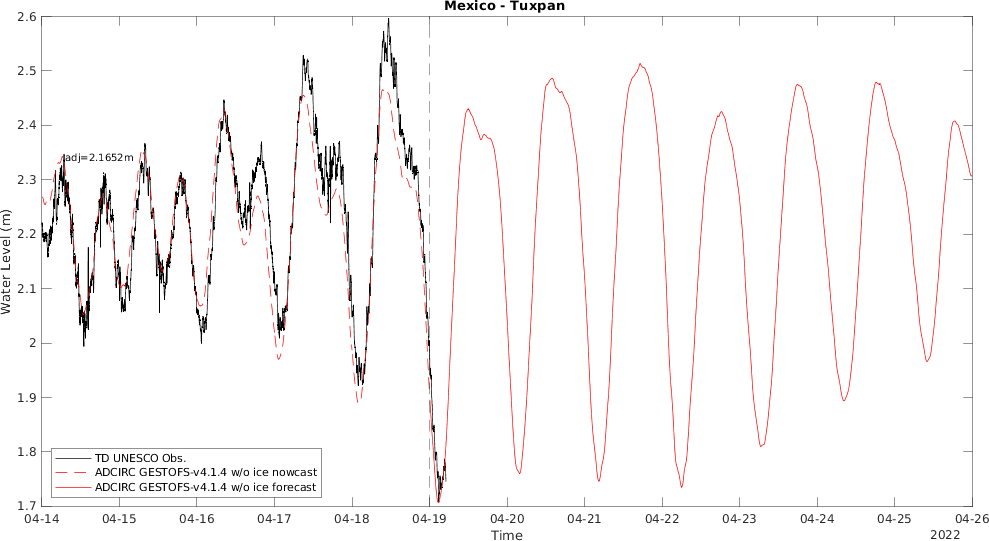 Mexico - Tuxpan
2.6
2.5
2.4
2.3
2.2
2.1
2
1.9
1.8
1.7
Water Level (m)
adj=2.1652m
TD UNESCO Obs.
ADCIRC GESTOFS-v4.1.4 w/o ice nowcast
ADCIRC GESTOFS-v4.1.4 w/o ice forecast
04-14 04-15 04-16 04-17 04-18 04-19 04-20 04-21 04-22 04-23 04-24 04-25 04-26
Time
2022